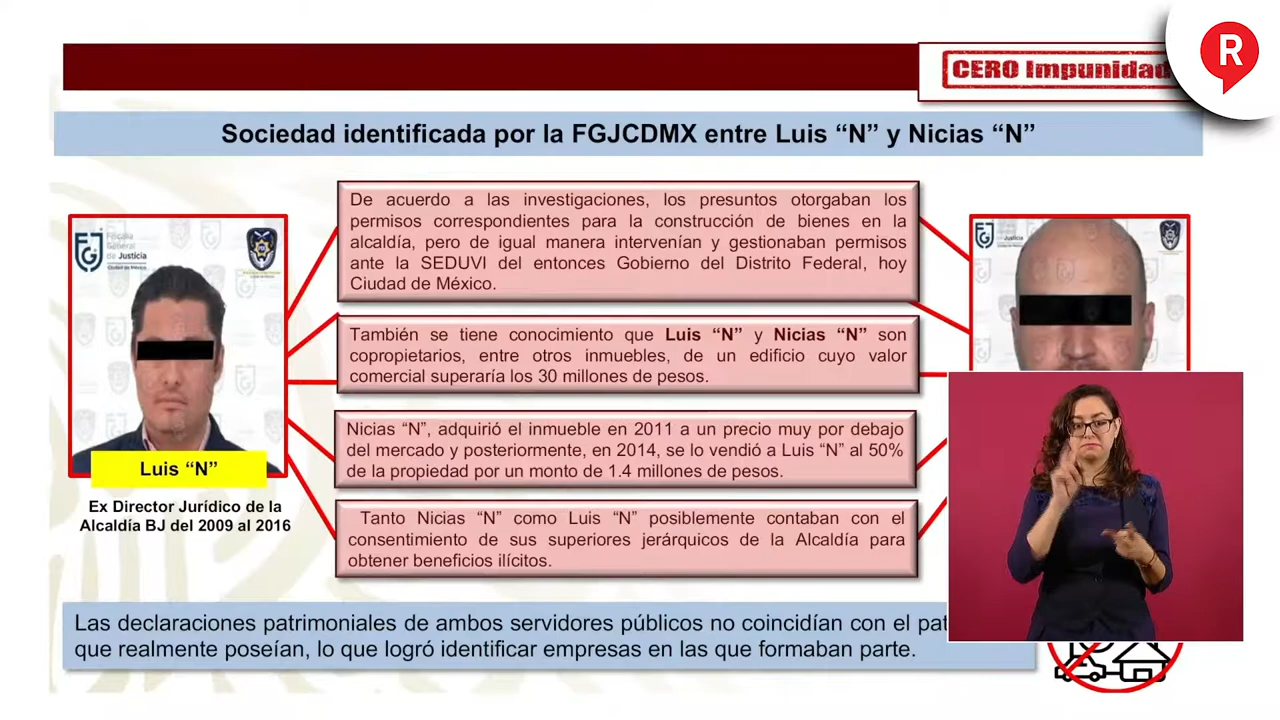 CERO Impunidad
R
Sociedad identificada por la FGJCDMX entre Luis “N” y Nicias “N”
De acuerdo a las investigaciones, los presuntos otorgaban los
permisos correspondientes para la construcción de bienes en la
alcaldía, pero de igual manera intervenían y gestionaban permisos
ante la SEDUVI del entonces Gobierno del Distrito Federal, hoy
Ciudad de México.
También se tiene conocimiento que Luis “N” y Nicias “N” son
copropietarios, entre otros inmuebles, de un edificio cuyo valor
comercial superaría los 30 millones de pesos.
Nicias “N”, adquirió el inmueble en 2011 a un precio muy por debajo
del mercado y posteriormente, en 2014, se lo vendió a Luis “N” al 50%
de la propiedad por un monto de 1.4 millones de pesos.
Tanto Nicias “N” como Luis “N” posiblemente contaban con el
consentimiento de sus superiores jerárquicos de la Alcaldía para
obtener beneficios ilícitos.
Fiscalía
General
de Justicia
Ciudad de México
Luis “N”
Ex Director Jurídico de la
Alcaldía BJ del 2009 al 2016
de Justicia
Las declaraciones patrimoniales de ambos servidores públicos no coincidían con el pat
que realmente poseían, lo que logró identificar empresas en las que formaban parte.